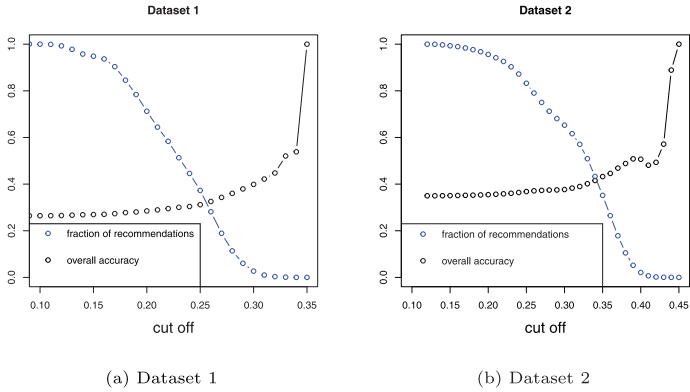 Dataset 1
1.0
0.8
0.6
0.4
0.2
0.0
fraction of recommendations
overall accuracy
0.10 0.15 0.20 0.25 0.30 0.35
cut off
(a) Dataset 1
Dataset 2
1.0
0.8
0.6
0.4
0.2
0.0
fraction of recommendations
overall accuracy
0.10 0.15 0.20 0.25 0.30 0.35 0.40 0.45
cut off
(b) Dataset 2